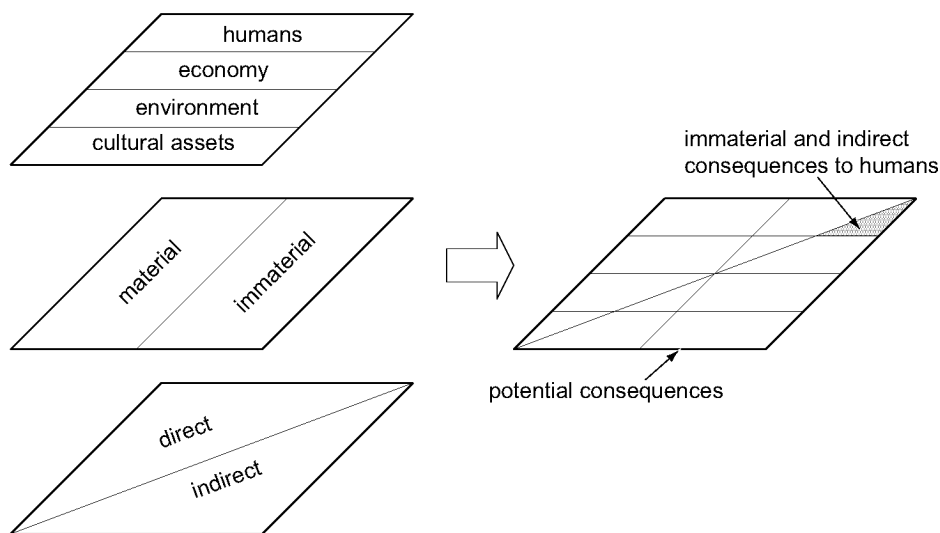 humans
economy
environment
cultural assets
material
immaterial
direct
indirect
immaterial and indirect
consequences to humans
potential consequences